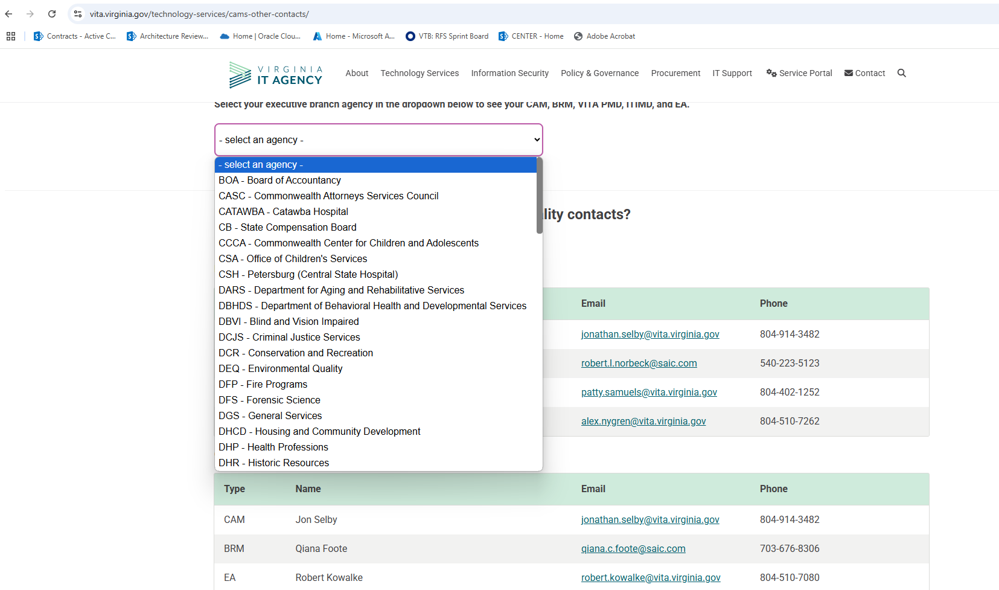 vita.virginia.gov/technology-services/cams-other-contacts/
Contracts - Active C... Architecture Review... Home | Oracle Clou... Home - Microsoft A... VTB: RFS Sprint Board CENTER - Home Adobe Acrobat
VIRGINIA
IT AGENCY
About Technology Services Information Security Policy & Governance Procurement IT Support Service Portal Contact
Select your executive branch agency in the dropdown below to see your CAM, BRM, VITA PMD, ITIMD, and EA.
- select an agency -
- select an agency -
BOA - Board of Accountancy
CASC - Commonwealth Attorneys Services Council
CATAWBA - Catawba Hospital
lity contacts?
CB - State Compensation Board
CCCA - Commonwealth Center for Children and Adolescents
CSA - Office of Children's Services
CSH - Petersburg (Central State Hospital)
DARS - Department for Aging and Rehabilitative Services
DBHDS - Department of Behavioral Health and Developmental Services
DBVI - Blind and Vision Impaired
DCJS - Criminal Justice Services
DCR - Conservation and Recreation
DEQ - Environmental Quality
DFP - Fire Programs
DFS - Forensic Science
DGS - General Services
DHCD - Housing and Community Development
DHP - Health Professions
DHR - Historic Resources
Email Phone
jonathan.selby@vita.virginia.gov 804-914-3482
robert.l.norbeck@saic.com 540-223-5123
patty.samuels@vita.virginia.gov 804-402-1252
alex.nygren@vita.virginia.gov 804-510-7262
Type Name Email Phone
CAM Jon Selby jonathan.selby@vita.virginia.gov 804-914-3482
BRM Qiana Foote qiana.c.foote@saic.com 703-676-8306
EA Robert Kowalke robert.kowalke@vita.virginia.gov 804-510-7080